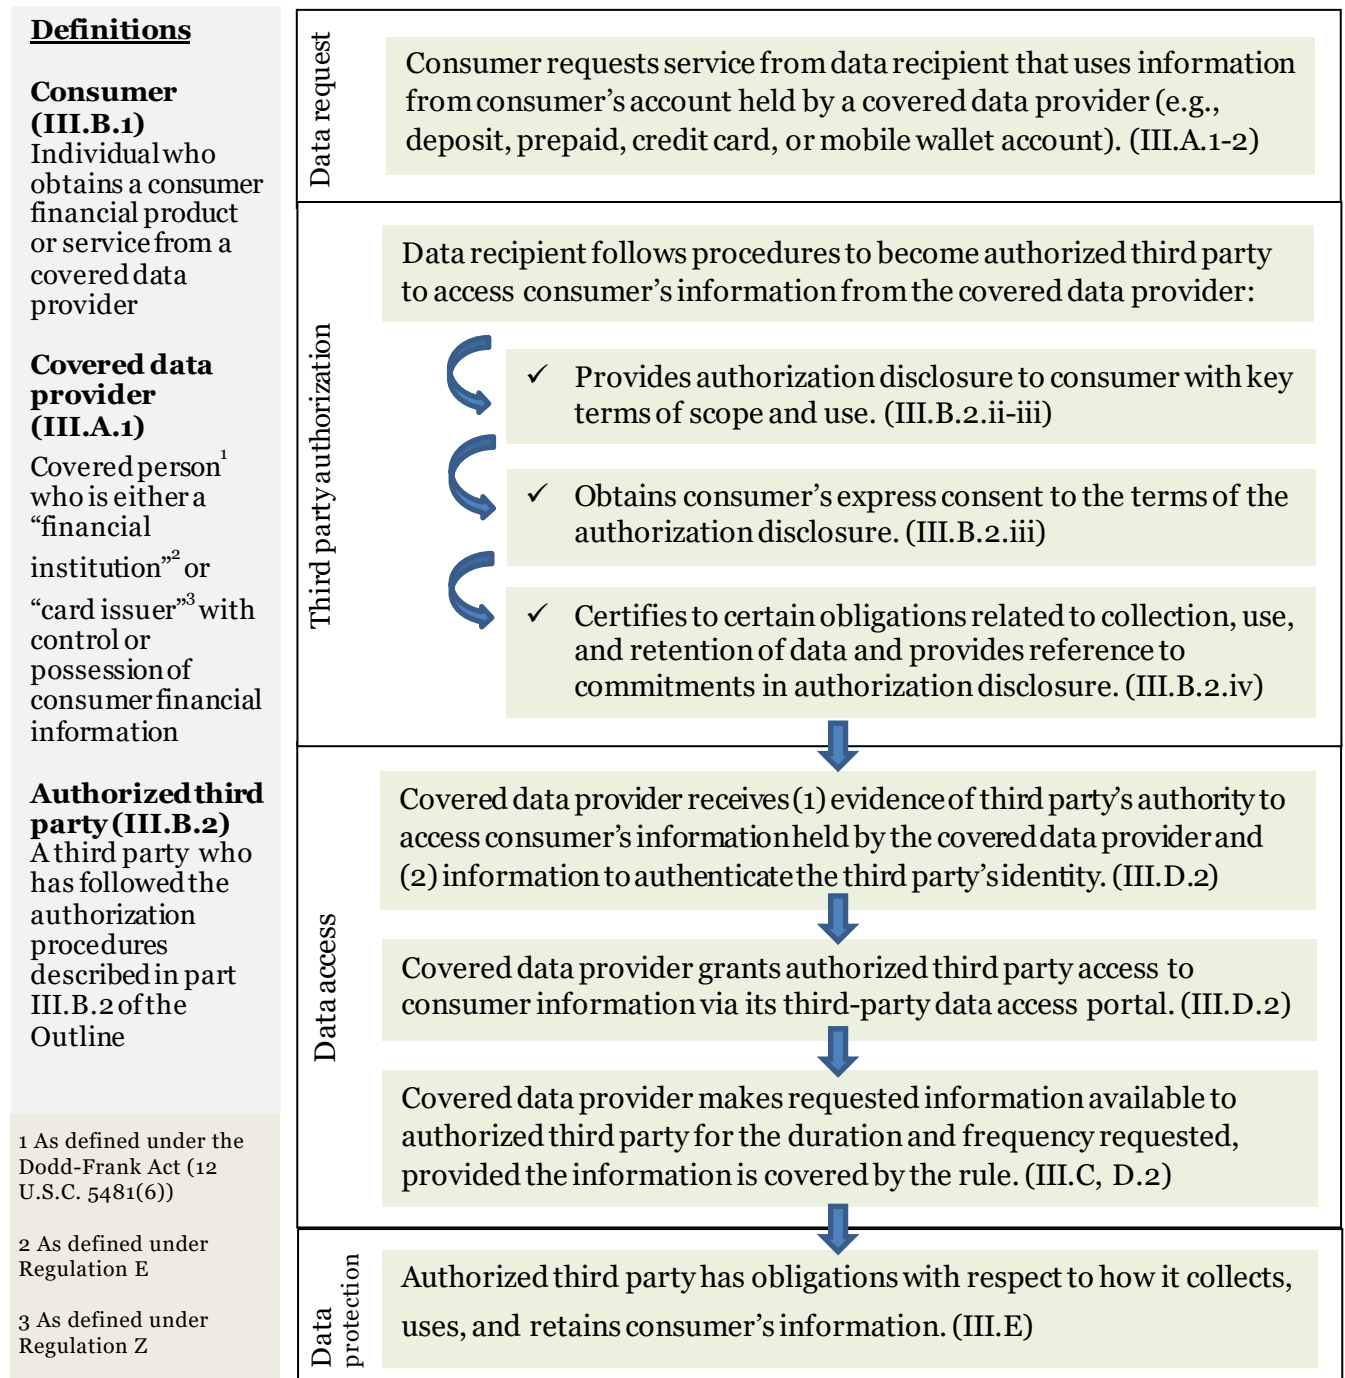 Definitions
Consumer
(III.B.1)
Individual who
obtains a consumer
financial product
or service from a
covered data
provider
Covered data
provider
(III.A.1)
Covered person1
who is either a
“financial
institution”2 or
“card issuer”3 with
control or
possession of
consumer financial
information
Authorized third
party (III.B.2)
A third party who
has followed the
authorization
procedures
described in part
III.B.2 of the
Outline
1 As defined under the
Dodd-Frank Act (12
U.S.C. 5481(6))
2 As defined under
Regulation E
3 As defined under
Regulation Z
Data request
Consumer requests service from data recipient that uses information
from consumer’s account held by a covered data provider (e.g.,
deposit, prepaid, credit card, or mobile wallet account). (III.A.1-2)
Third party authorization
Data recipient follows procedures to become authorized third party
to access consumer’s information from the covered data provider:
✓ Provides authorization disclosure to consumer with key
terms of scope and use. (III.B.2.ii-iii)
✓ Obtains consumer’s express consent to the terms of the
authorization disclosure. (III.B.2.iii)
✓ Certifies to certain obligations related to collection, use,
and retention of data and provides reference to
commitments in authorization disclosure. (III.B.2.iv)
Data access
Covered data provider receives (1) evidence of third party’s authority to
access consumer’s information held by the covered data provider and
(2) information to authenticate the third party’s identity. (III.D.2)
Covered data provider grants authorized third party access to
consumer information via its third-party data access portal. (III.D.2)
Covered data provider makes requested information available to
authorized third party for the duration and frequency requested,
provided the information is covered by the rule. (III.C, D.2)
Data
protection
Authorized third party has obligations with respect to how it collects,
uses, and retains consumer’s information. (III.E)